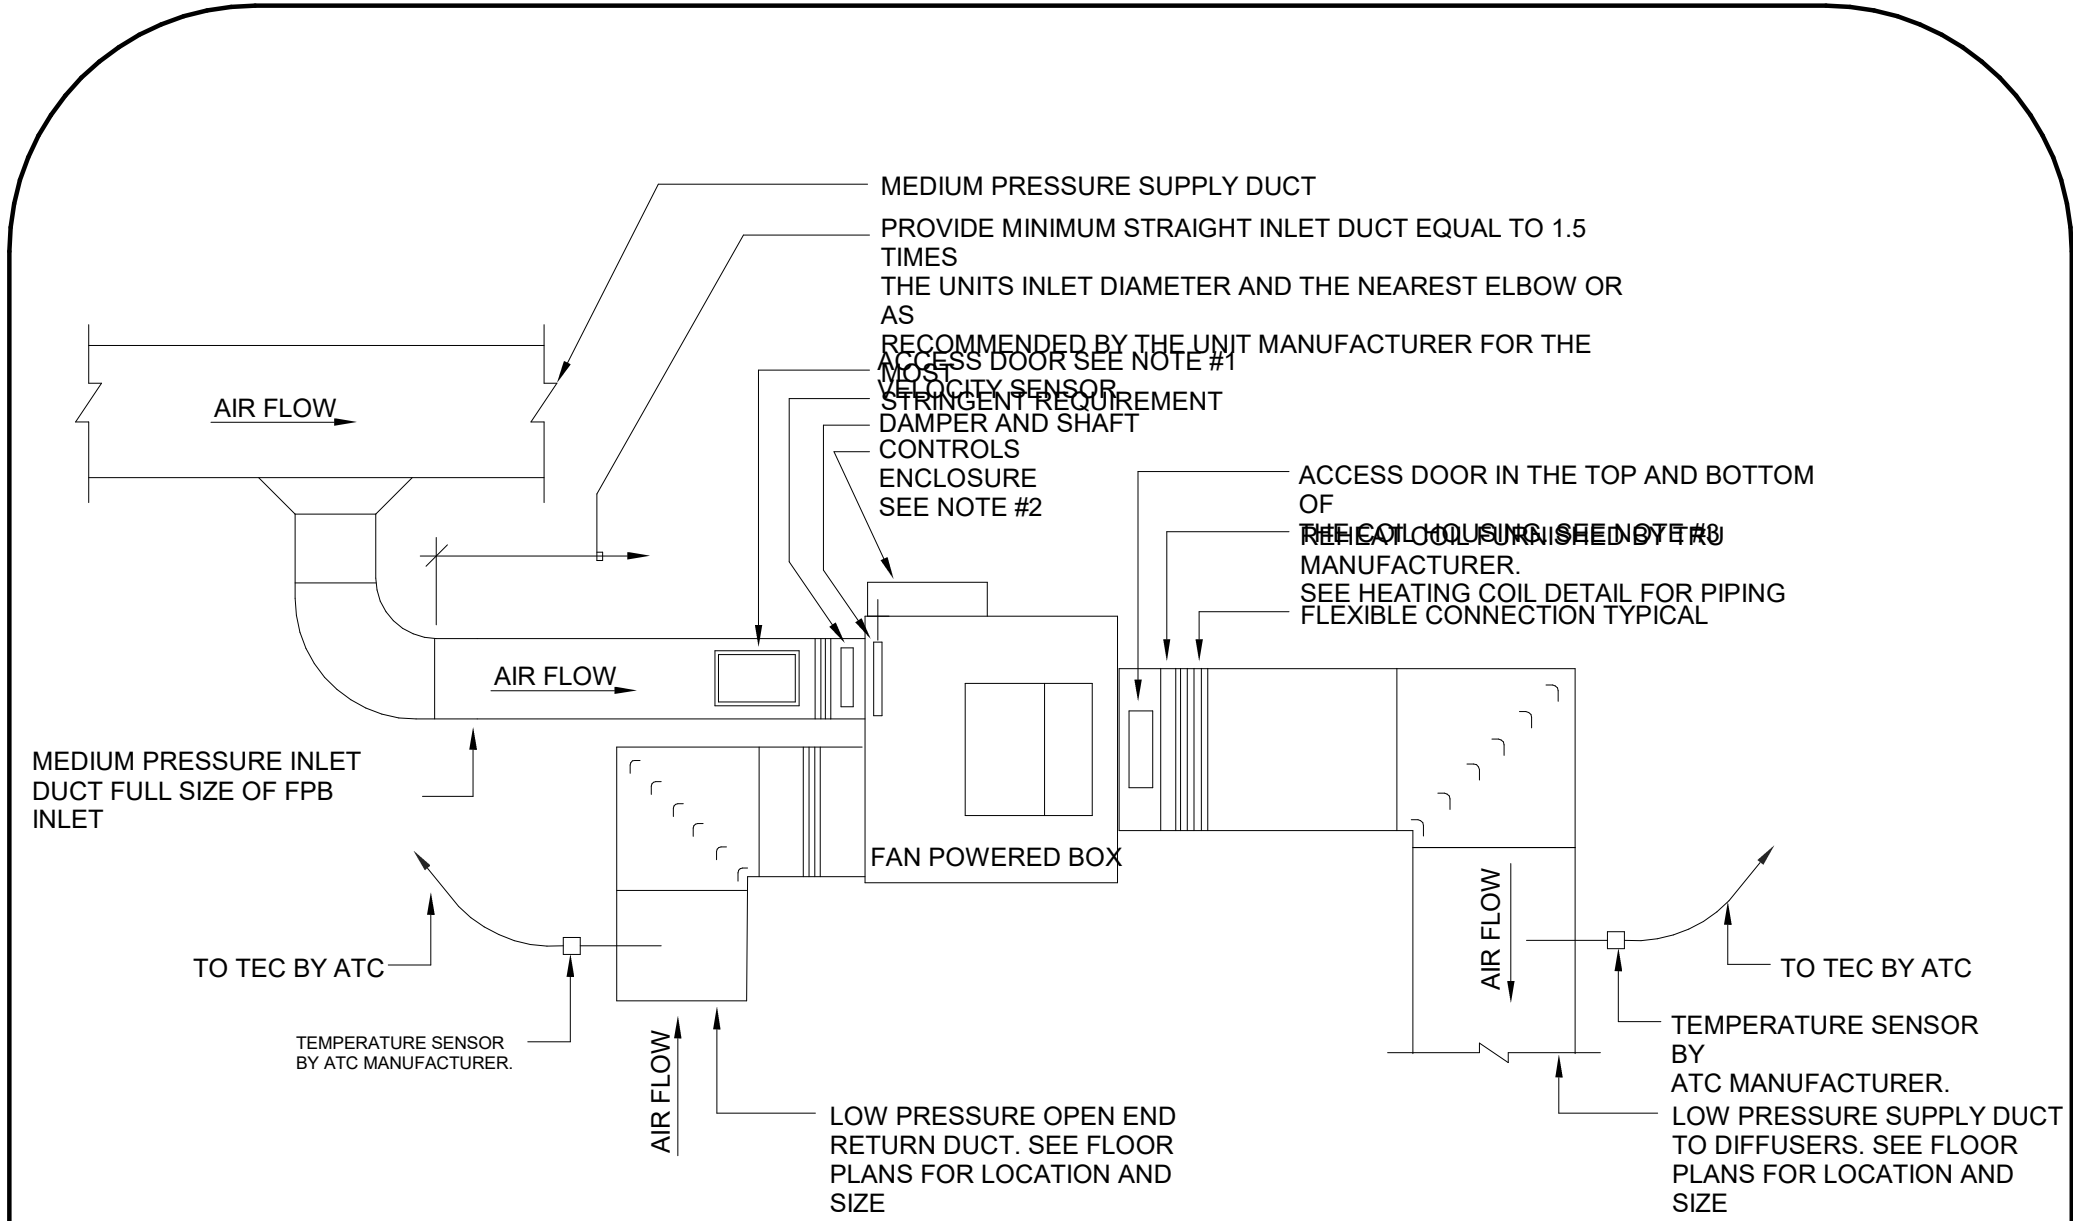 MEDIUM PRESSURE SUPPLY DUCT
PROVIDE MINIMUM STRAIGHT INLET DUCT EQUAL TO 1.5
TIMES
THE UNITS INLET DIAMETER AND THE NEAREST ELBOW OR
AS
RECOMMENDED BY THE UNIT MANUFACTURER FOR THE
MOST
STRINGENT REQUIREMENT
ACCESS DOOR SEE NOTE #1
VELOCITY SENSOR
DAMPER AND SHAFT
CONTROLS
ENCLOSURE
SEE NOTE #2
AIR FLOW
ACCESS DOOR IN THE TOP AND BOTTOM
OF
THE COIL HOUSING. SEE NOTE #3
REHEAT COIL FURNISHED BY TRU
MANUFACTURER.
SEE HEATING COIL DETAIL FOR PIPING
FLEXIBLE CONNECTION TYPICAL
AIR FLOW
MEDIUM PRESSURE INLET
DUCT FULL SIZE OF FPB
INLET
FAN POWERED BOX
TO TEC BY ATC
TEMPERATURE SENSOR
BY ATC MANUFACTURER.
AIR FLOW
LOW PRESSURE OPEN END
RETURN DUCT. SEE FLOOR
PLANS FOR LOCATION AND
SIZE
AIR FLOW
TO TEC BY ATC
TEMPERATURE SENSOR
BY
ATC MANUFACTURER.
LOW PRESSURE SUPPLY DUCT
TO DIFFUSERS. SEE FLOOR
PLANS FOR LOCATION AND
SIZE